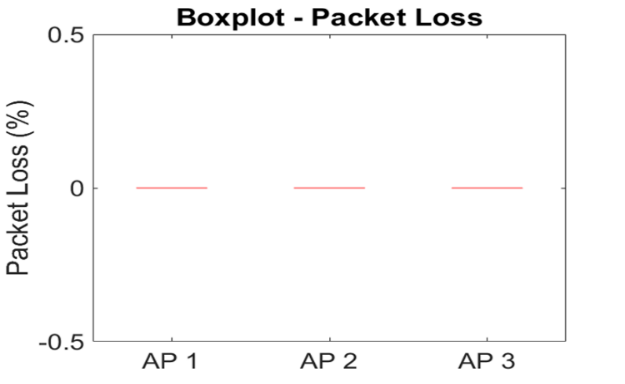 Boxplot - Packet Loss
0.5
Packet Loss (%)
0
-0.5
AP 1 AP 2 AP 3